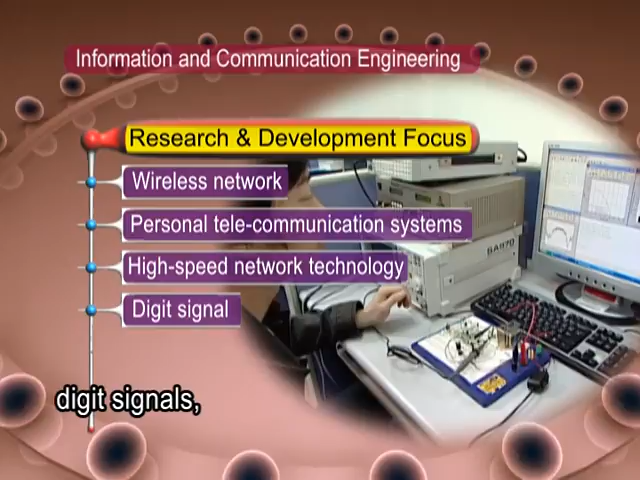 Information and Communication Engineering
Research & Development Focus
Wireless network
Personal tele-communication systems
High-speed network technology
Digit signal
digit signals,